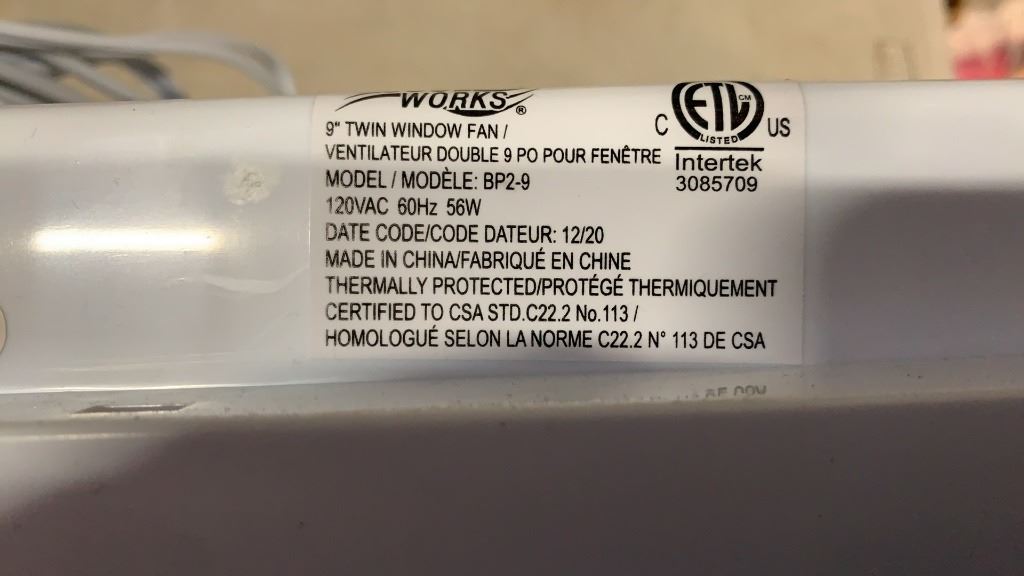 WORKS®
9" TWIN WINDOW FAN /
VENTILATEUR DOUBLE 9 PO POUR FENÊTRE
MODEL / MODÈLE: BP2-9
120VAC 60Hz 56W
DATE CODE/CODE DATEUR: 12/20
MADE IN CHINA/FABRIQUÉ EN CHINE
THERMALLY PROTECTED/PROTÉGÉ THERMIQUEMENT
CERTIFIED TO CSA STD.C22.2 No.113 /
HOMOLOGUÉ SELON LA NORME C22.2 N° 113 DE CSA
C ETL CM US
LISTED
Intertek
3085709